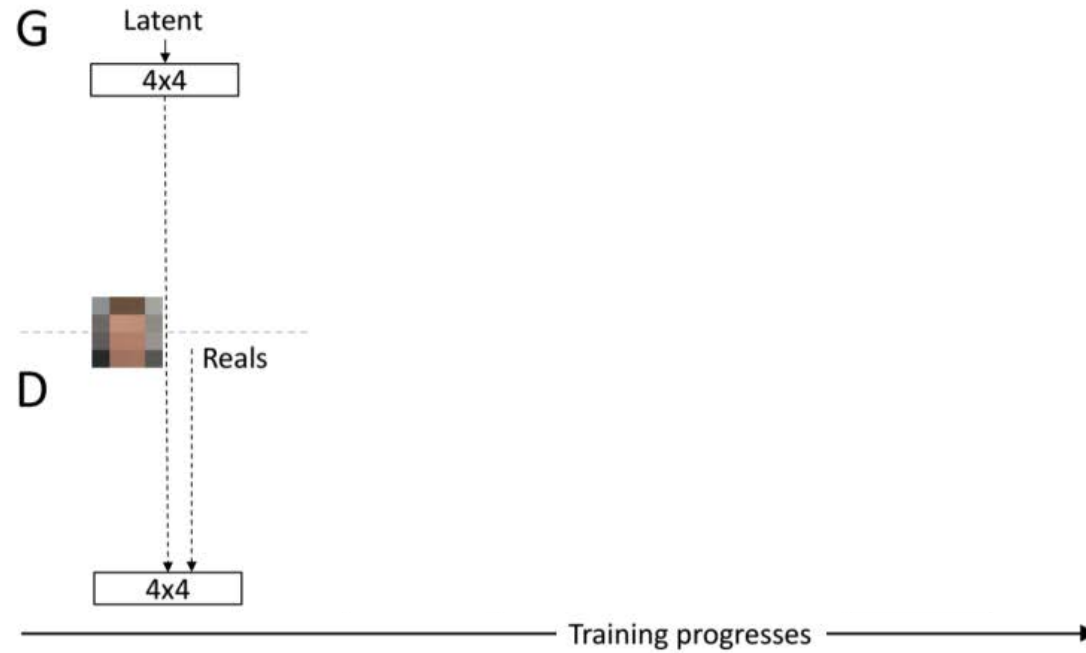 G
Latent
4x4
Reals
D
4x4
Training progresses